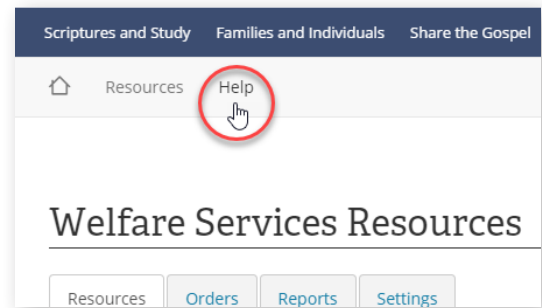 Scriptures and Study Families and Individuals Share the Gospel
Resources Help
Welfare Services Resources
Resources Orders Reports Settings